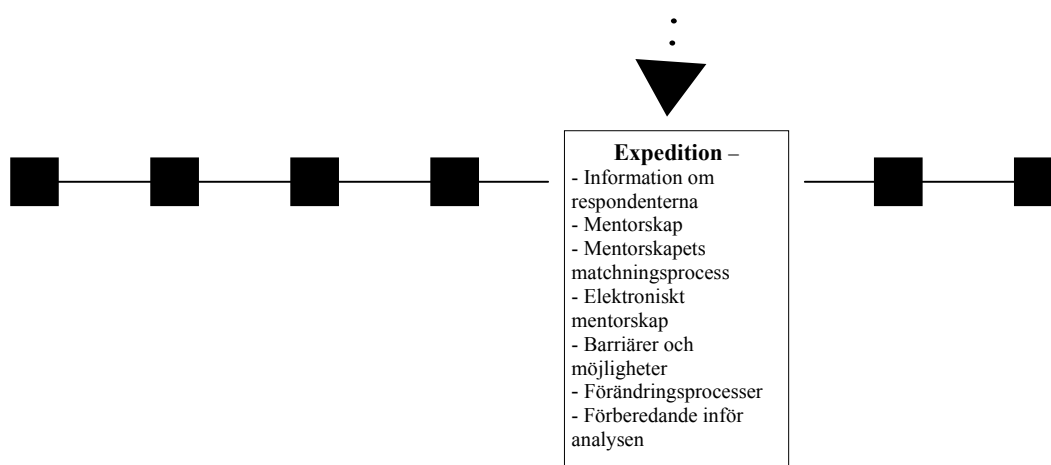 Expedition –
- Information om
respondenterna
- Mentorskap
- Mentorskapets
matchningsprocess
- Elektroniskt
mentorskap
- Barriärer och
möjligheter
- Förändringsprocesser
- Förberedande inför
analysen